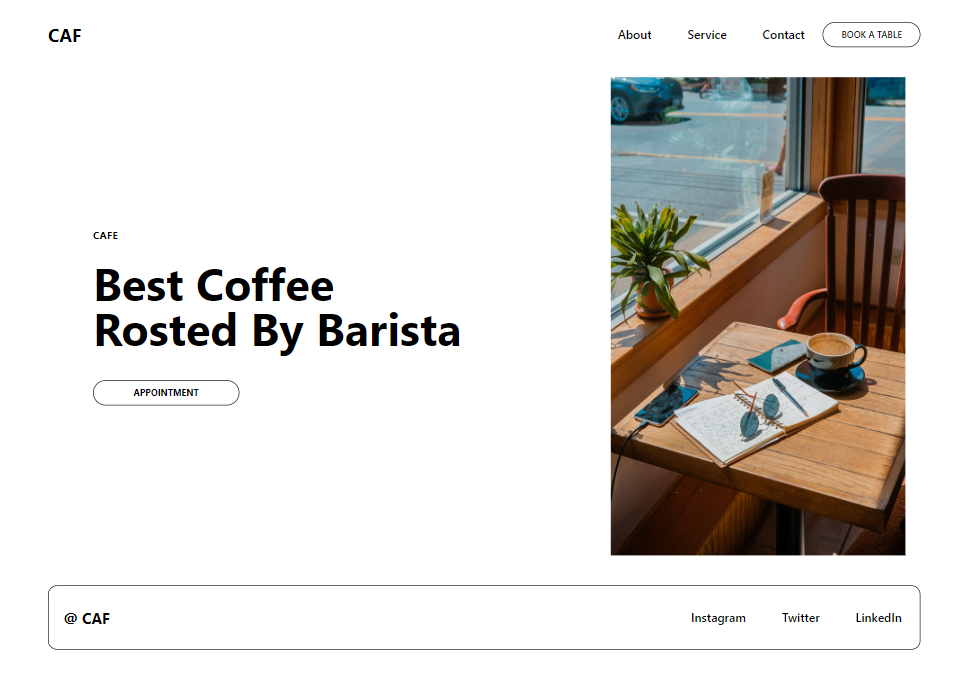 CAF
About
Service
Contact
BOOK A TABLE
CAFE
Best Coffee
Rosted By Barista
APPOINTMENT
@ CAF
Instagram
Twitter
LinkedIn